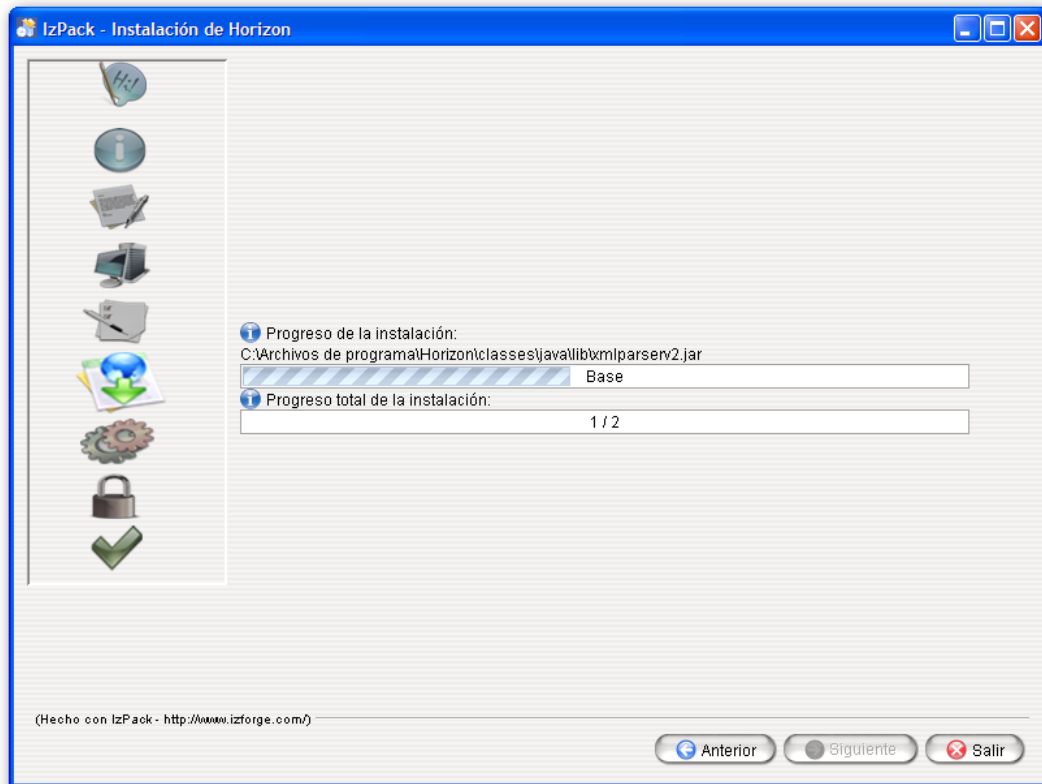 IzPack - Instalación de Horizon
Hi!
Progreso de la instalación:
C:\Archivos de programa\Horizon\classes\java\lib\xmlparserv2.jar
Base
Progreso total de la instalación:
1 / 2
(Hecho con IzPack - http://www.izforge.com/)
Anterior
Siguiente
Salir